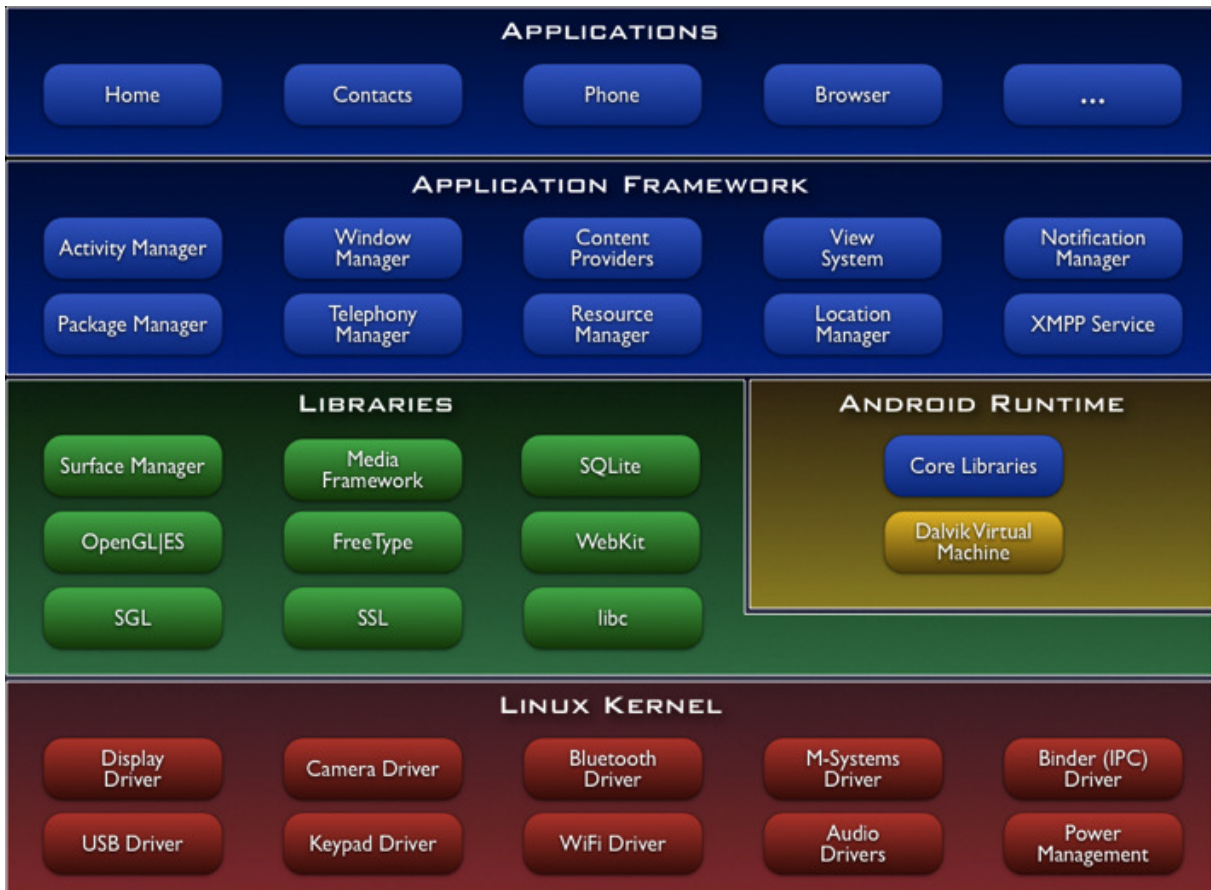 APPLICATIONS
Home
Contacts
Phone
Browser
...
APPLICATION FRAMEWORK
Activity Manager
Window
Manager
Content
Providers
View
System
Notification
Manager
Package Manager
Telephony
Manager
Resource
Manager
Location
Manager
XMPP Service
LIBRARIES
Surface Manager
Media
Framework
SQLite
OpenGL|ES
FreeType
WebKit
SGL
SSL
libc
ANDROID RUNTIME
Core Libraries
Dalvik Virtual
Machine
LINUX KERNEL
Display
Driver
Camera Driver
Bluetooth
Driver
M-Systems
Driver
Binder (IPC)
Driver
USB Driver
Keypad Driver
WiFi Driver
Audio
Drivers
Power
Management